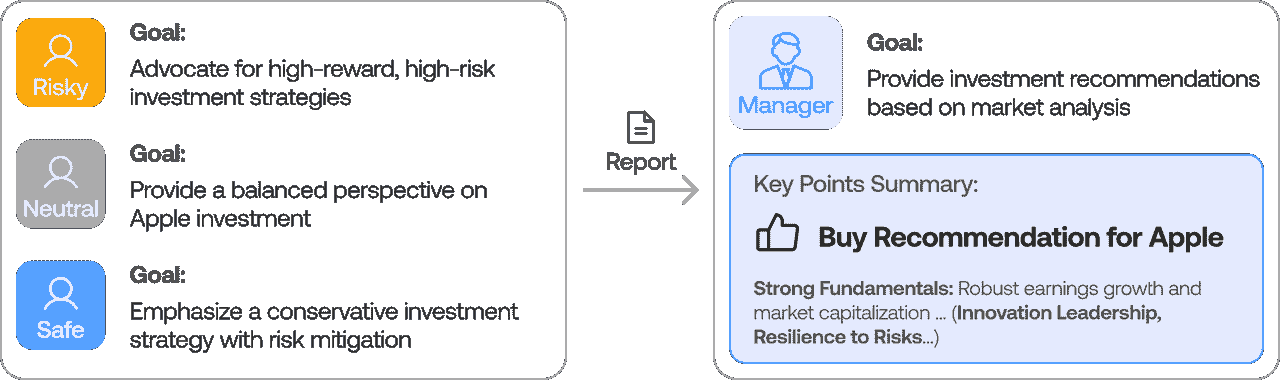 Risky
Goal:
Advocate for high-reward, high-risk
investment strategies
Neutral
Goal:
Provide a balanced perspective on
Apple investment
Safe
Goal:
Emphasize a conservative investment
strategy with risk mitigation
Report
Manager
Goal:
Provide investment recommendations
based on market analysis
Key Points Summary:
Buy Recommendation for Apple
Strong Fundamentals: Robust earnings growth and
market capitalization ... (Innovation Leadership,
Resilience to Risks...)